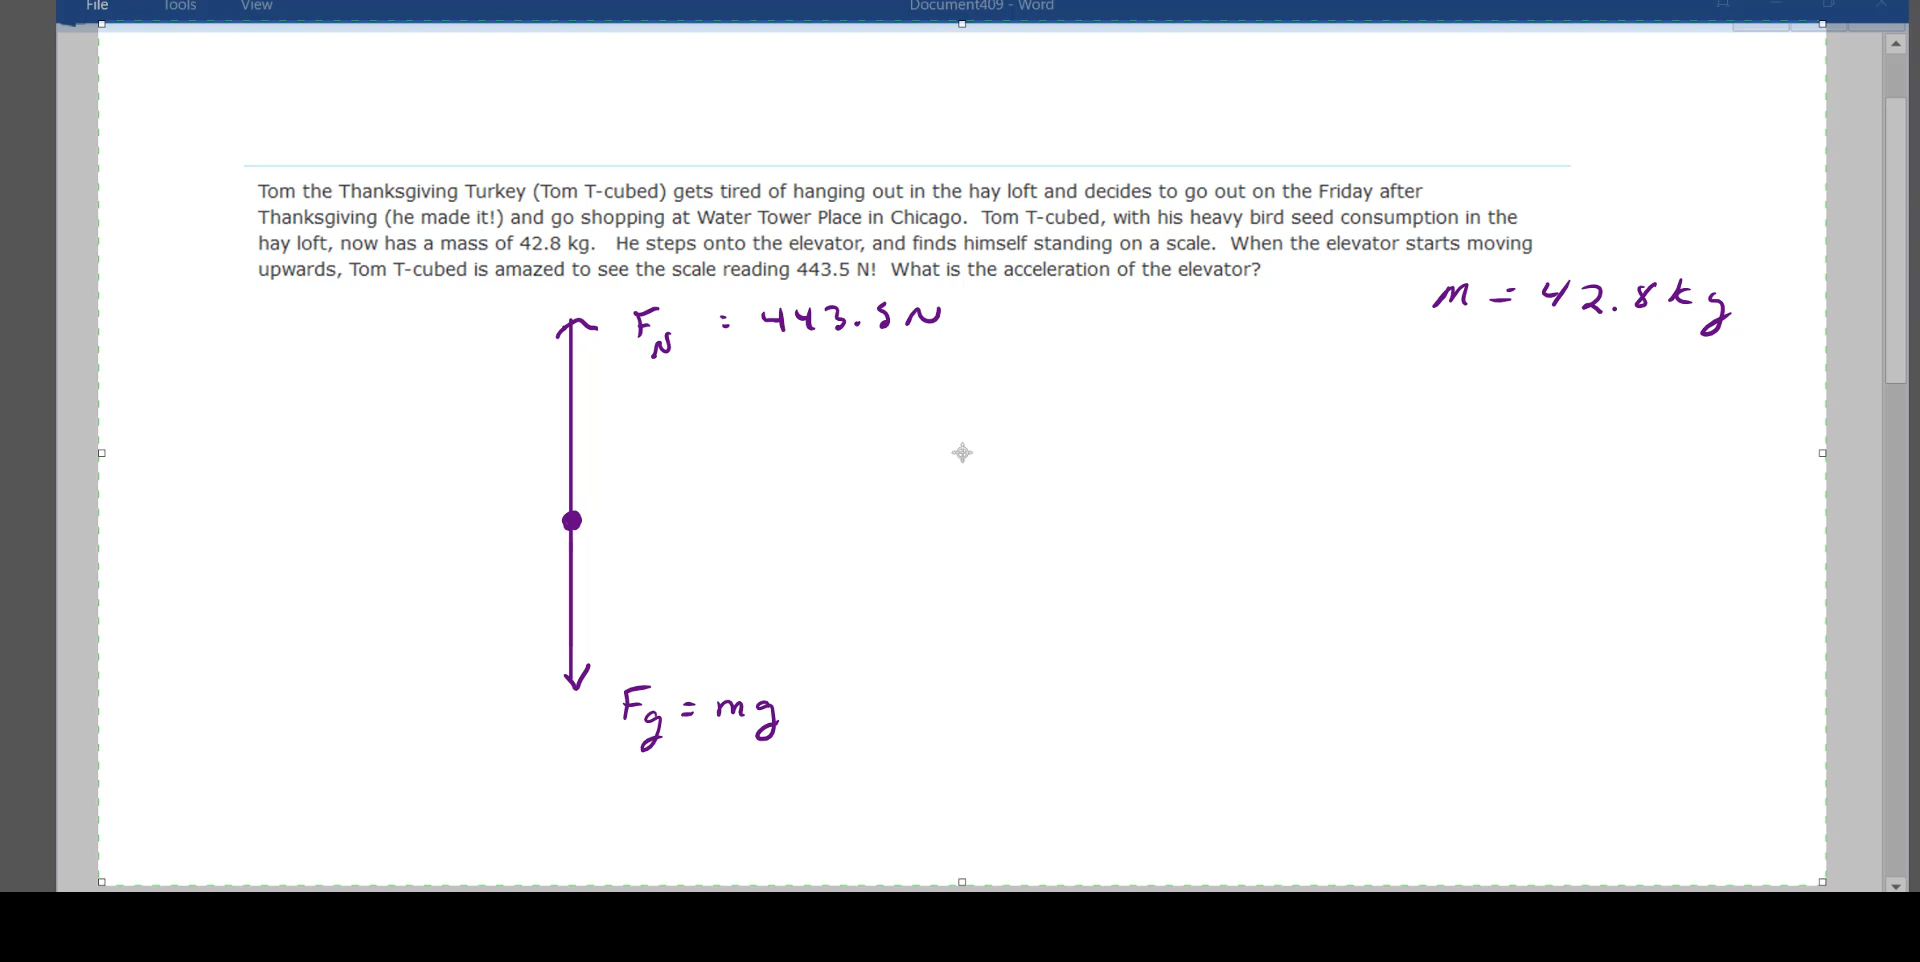 File Tools View Document409 - Word
Tom the Thanksgiving Turkey (Tom T-cubed) gets tired of hanging out in the hay loft and decides to go out on the Friday after
Thanksgiving (he made it!) and go shopping at Water Tower Place in Chicago.  Tom T-cubed, with his heavy bird seed consumption in the
hay loft, now has a mass of 42.8 kg.   He steps onto the elevator, and finds himself standing on a scale.  When the elevator starts moving
upwards, Tom T-cubed is amazed to see the scale reading 443.5 N!  What is the acceleration of the elevator?
m = 42.8 kg
F_N = 443.5 N
F_g = mg